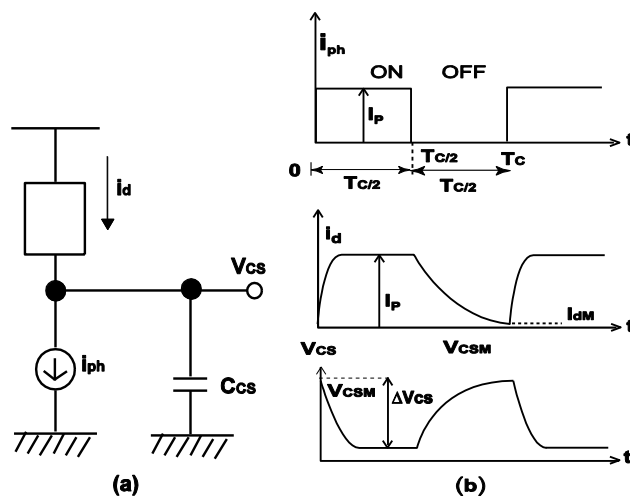 id
VCS
iph
CCS
(a)
iph
ON OFF
IP
t
0
TC/2 TC
TC/2 TC/2
id
IP
IdM
t
VCS VCSM
VCSM
ΔVCS
t
(b)